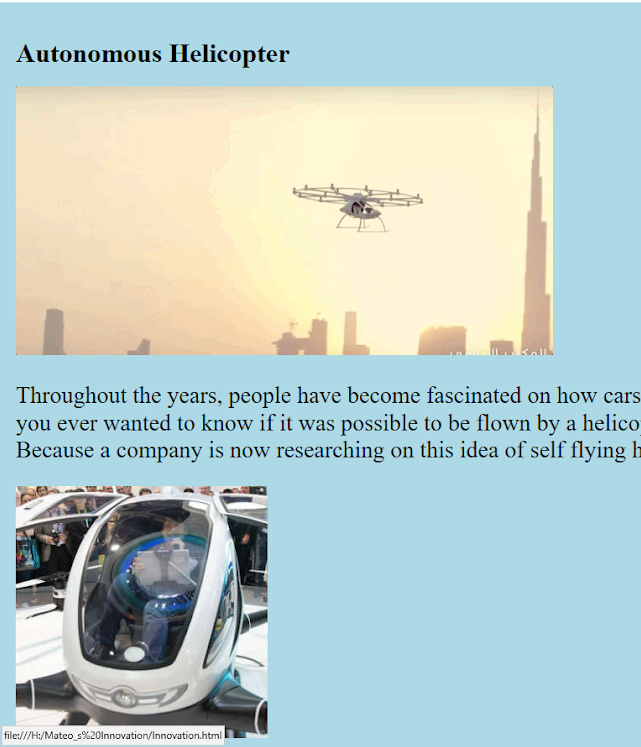 Autonomous Helicopter
Throughout the years, people have become fascinated on how cars
you ever wanted to know if it was possible to be flown by a helico
Because a company is now researching on this idea of self flying h
file:///H:/Mateo_s%20Innovation/Innovation.html